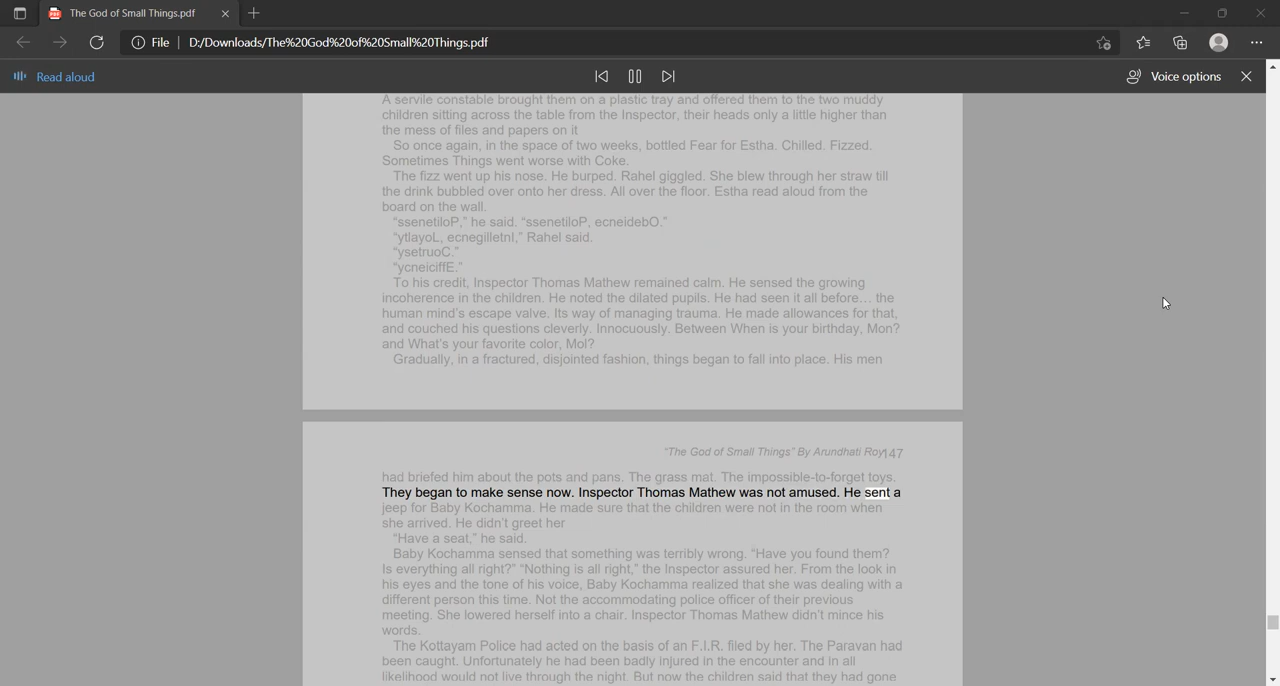 The God of Small Things.pdf
File D:/Downloads/The%20God%20of%20Small%20Things.pdf
Read aloud
Voice options
A servile constable brought them on a plastic tray and offered them to the two muddy
children sitting across the table from the Inspector, their heads only a little higher than
the mess of files and papers on it
So once again, in the space of two weeks, bottled Fear for Estha. Chilled. Fizzed.
Sometimes Things went worse with Coke.
The fizz went up his nose. He burped. Rahel giggled. She blew through her straw till
the drink bubbled over onto her dress. All over the floor. Estha read aloud from the
board on the wall.
“ssenetiloP,” he said. “ssenetiloP, ecneidebO.”
“ytlayoL, ecnegilletnI,” Rahel said.
“ysetruoC.”
“ycneiciffE.”
To his credit, Inspector Thomas Mathew remained calm. He sensed the growing
incoherence in the children. He noted the dilated pupils. He had seen it all before... the
human mind's escape valve. Its way of managing trauma. He made allowances for that,
and couched his questions cleverly. Innocuously. Between When is your birthday, Mon?
and What's your favorite color, Mol?
Gradually, in a fractured, disjointed fashion, things began to fall into place. His men
“The God of Small Things” By Arundhati Roy147
had briefed him about the pots and pans. The grass mat. The impossible-to-forget toys.
They began to make sense now. Inspector Thomas Mathew was not amused. He sent a
jeep for Baby Kochamma. He made sure that the children were not in the room when
she arrived. He didn't greet her
“Have a seat,” he said.
Baby Kochamma sensed that something was terribly wrong. “Have you found them?
Is everything all right?” “Nothing is all right,” the Inspector assured her. From the look in
his eyes and the tone of his voice, Baby Kochamma realized that she was dealing with a
different person this time. Not the accommodating police officer of their previous
meeting. She lowered herself into a chair. Inspector Thomas Mathew didn't mince his
words.
The Kottayam Police had acted on the basis of an F.I.R. filed by her. The Paravan had
been caught. Unfortunately he had been badly injured in the encounter and in all
likelihood would not live through the night. But now the children said that they had gone